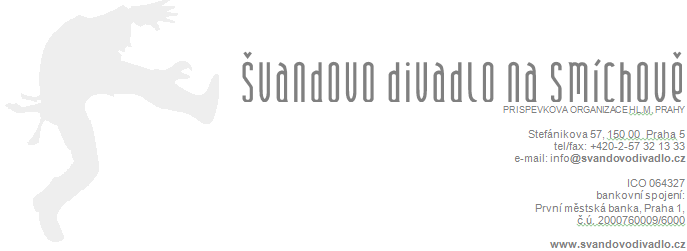 švandovo divadlo na smíchově
PRISPEVKOVA ORGANIZACE HL.M. PRAHY
Stefánikova 57, 150 00 Praha 5
tel/fax: +420-2-57 32 13 33
e-mail: info@svandovodivadlo.cz
ICO 064327
bankovní spojení:
První městská banka, Praha 1,
č.ú. 2000760009/6000
www.svandovodivadlo.cz